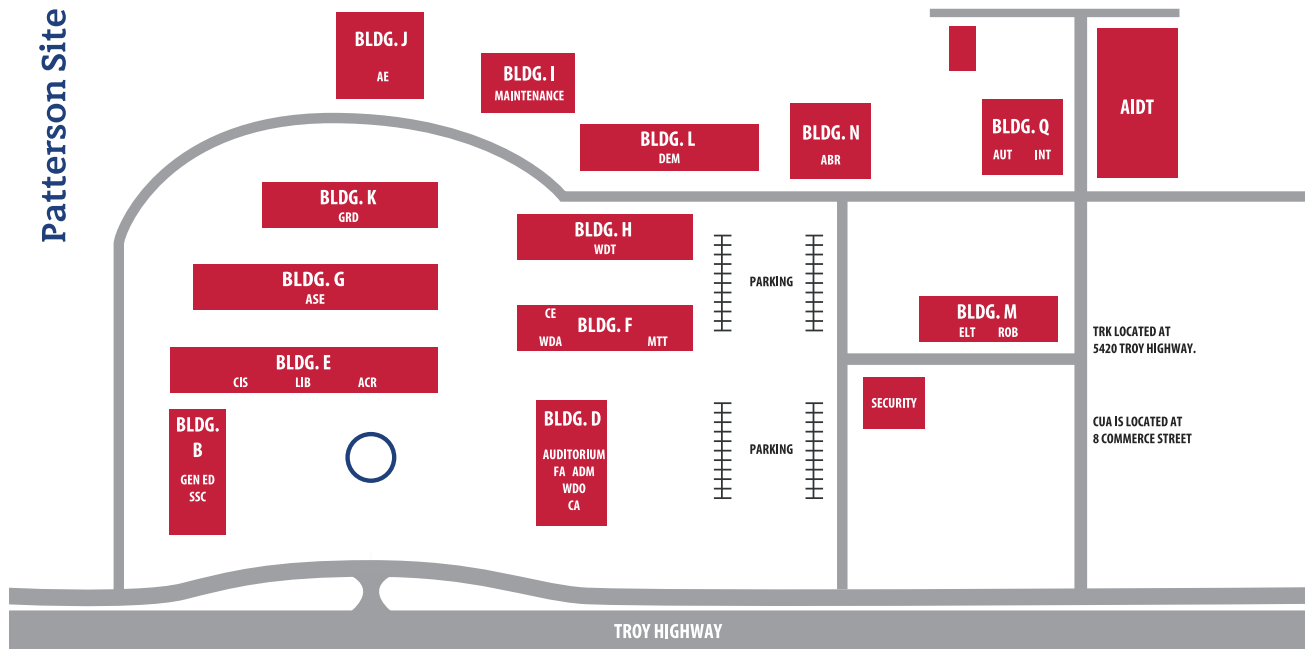 Patterson Site
BLDG. J
AE
BLDG. I
MAINTENANCE
BLDG. L
DEM
BLDG. N
ABR
BLDG. Q
AUT INT
AIDT
BLDG. K
GRD
BLDG. H
WDT
BLDG. G
ASE
PARKING
CE
BLDG. F
WDA MTT
BLDG. M
ELT ROB
TRK LOCATED AT
5420 TROY HIGHWAY.
BLDG. E
CIS LIB ACR
SECURITY
BLDG.
B
GEN ED
SSC
BLDG. D
AUDITORIUM
FA ADM
WDO
CA
PARKING
CUA IS LOCATED AT
8 COMMERCE STREET
TROY HIGHWAY